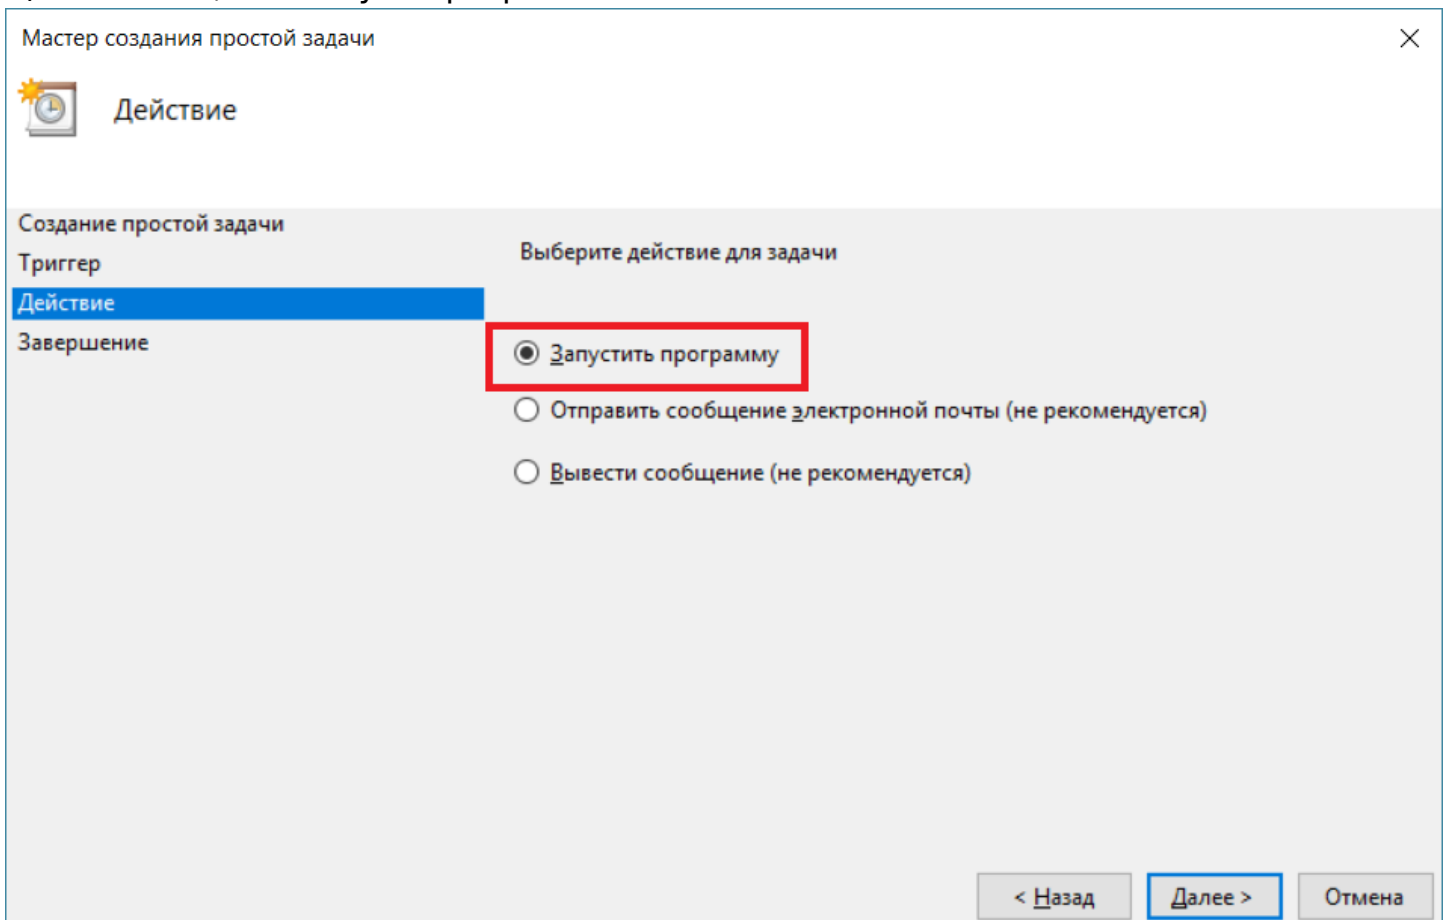 Мастер создания простой задачи
Действие
Создание простой задачи
Триггер
Действие
Завершение
Выберите действие для задачи
Запустить программу
Отправить сообщение электронной почты (не рекомендуется)
Вывести сообщение (не рекомендуется)
< Назад
Далее >
Отмена